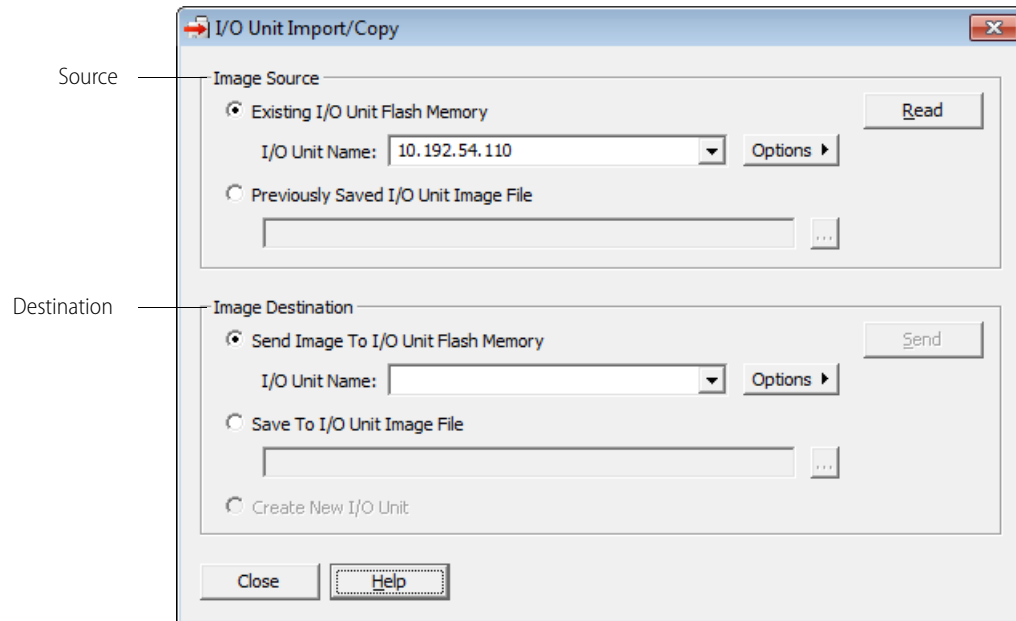 I/O Unit Import/Copy
Source
Image Source
Existing I/O Unit Flash Memory
Read
I/O Unit Name: 10.192.54.110 Options
Previously Saved I/O Unit Image File
...
Destination
Image Destination
Send Image To I/O Unit Flash Memory
Send
I/O Unit Name: Options
Save To I/O Unit Image File
...
Create New I/O Unit
Close Help